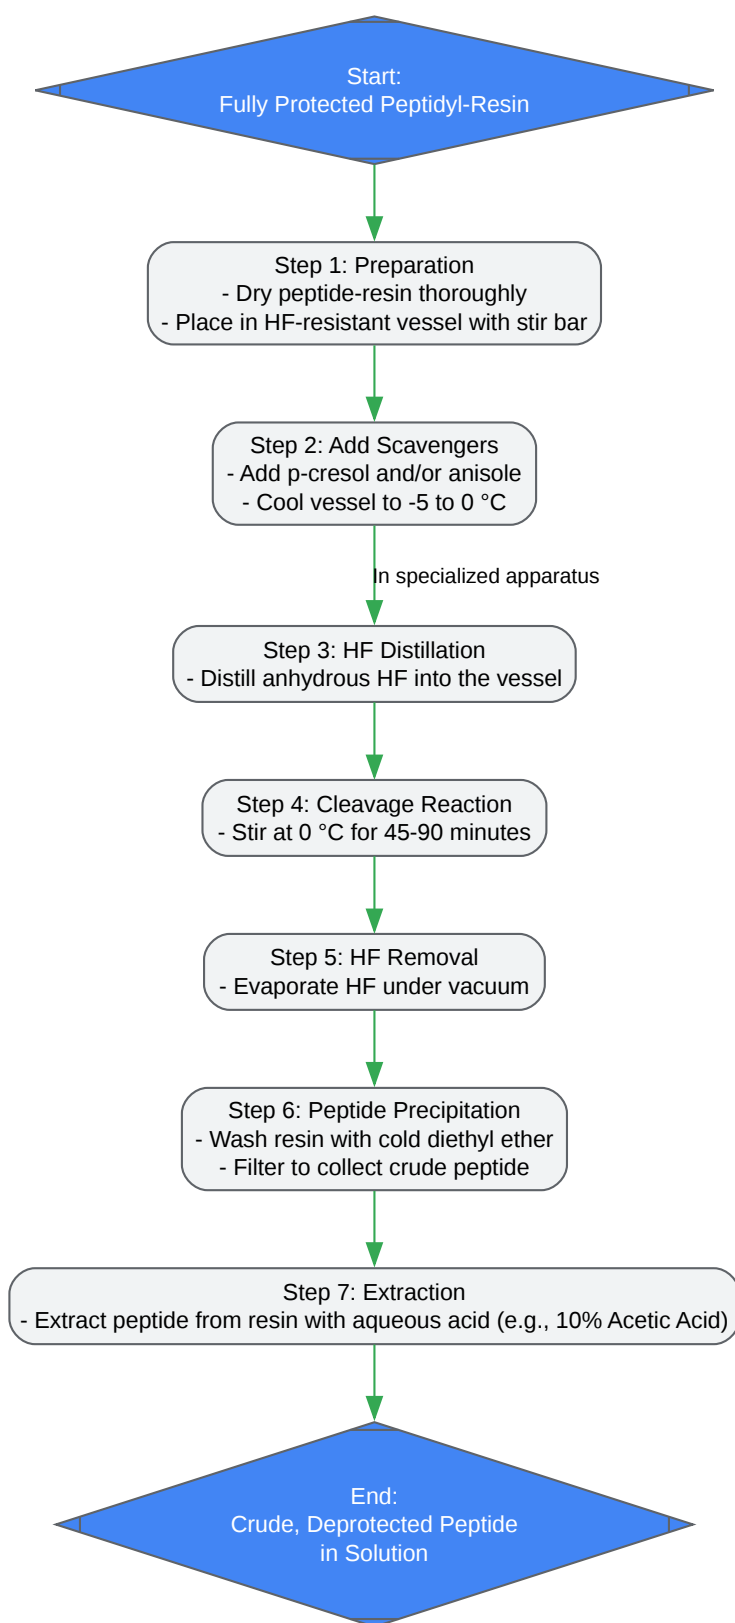 Start:
Fully Protected Peptidyl-Resin
Step 1: Preparation
- Dry peptide-resin thoroughly
- Place in HF-resistant vessel with stir bar
Step 2: Add Scavengers
- Add p-cresol and/or anisole
- Cool vessel to -5 to 0 °C
In specialized apparatus
Step 3: HF Distillation
- Distill anhydrous HF into the vessel
Step 4: Cleavage Reaction
- Stir at 0 °C for 45-90 minutes
Step 5: HF Removal
- Evaporate HF under vacuum
Step 6: Peptide Precipitation
- Wash resin with cold diethyl ether
- Filter to collect crude peptide
Step 7: Extraction
- Extract peptide from resin with aqueous acid (e.g., 10% Acetic Acid)
End:
Crude, Deprotected Peptide
in Solution